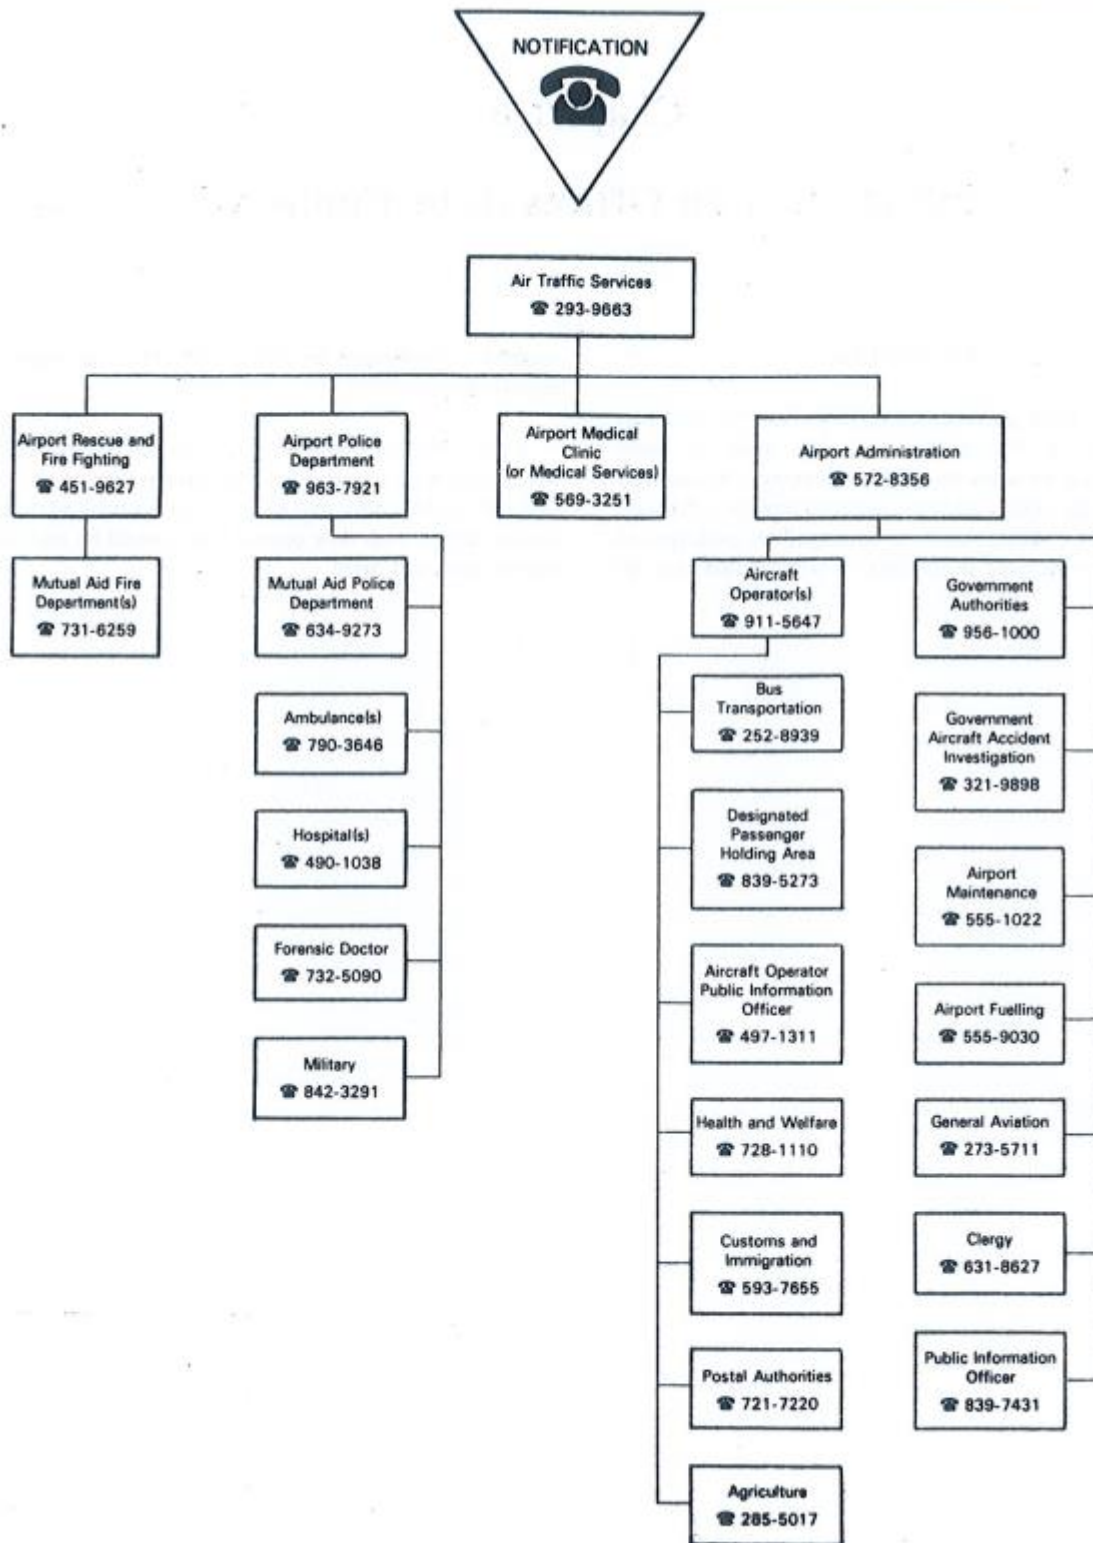 NOTIFICATION
Air Traffic Services
☎ 293-9663
Airport Rescue and
Fire Fighting
☎ 451-9627
Airport Police
Department
☎ 963-7921
Airport Medical
Clinic
(or Medical Services)
☎ 569-3251
Airport Administration
☎ 572-8356
Mutual Aid Fire
Department(s)
☎ 731-6259
Mutual Aid Police
Department
☎ 634-9273
Ambulance(s)
☎ 790-3646
Hospital(s)
☎ 490-1038
Forensic Doctor
☎ 732-5090
Military
☎ 842-3291
Aircraft
Operator(s)
☎ 911-5647
Bus
Transportation
☎ 252-8939
Designated
Passenger
Holding Area
☎ 839-5273
Aircraft Operator
Public Information
Officer
☎ 497-1311
Health and Welfare
☎ 728-1110
Customs and
Immigration
☎ 593-7655
Postal Authorities
☎ 721-7220
Agriculture
☎ 285-5017
Government
Authorities
☎ 956-1000
Government
Aircraft Accident
Investigation
☎ 321-9898
Airport
Maintenance
☎ 555-1022
Airport Fuelling
☎ 555-9030
General Aviation
☎ 273-5711
Clergy
☎ 631-8627
Public Information
Officer
☎ 839-7431